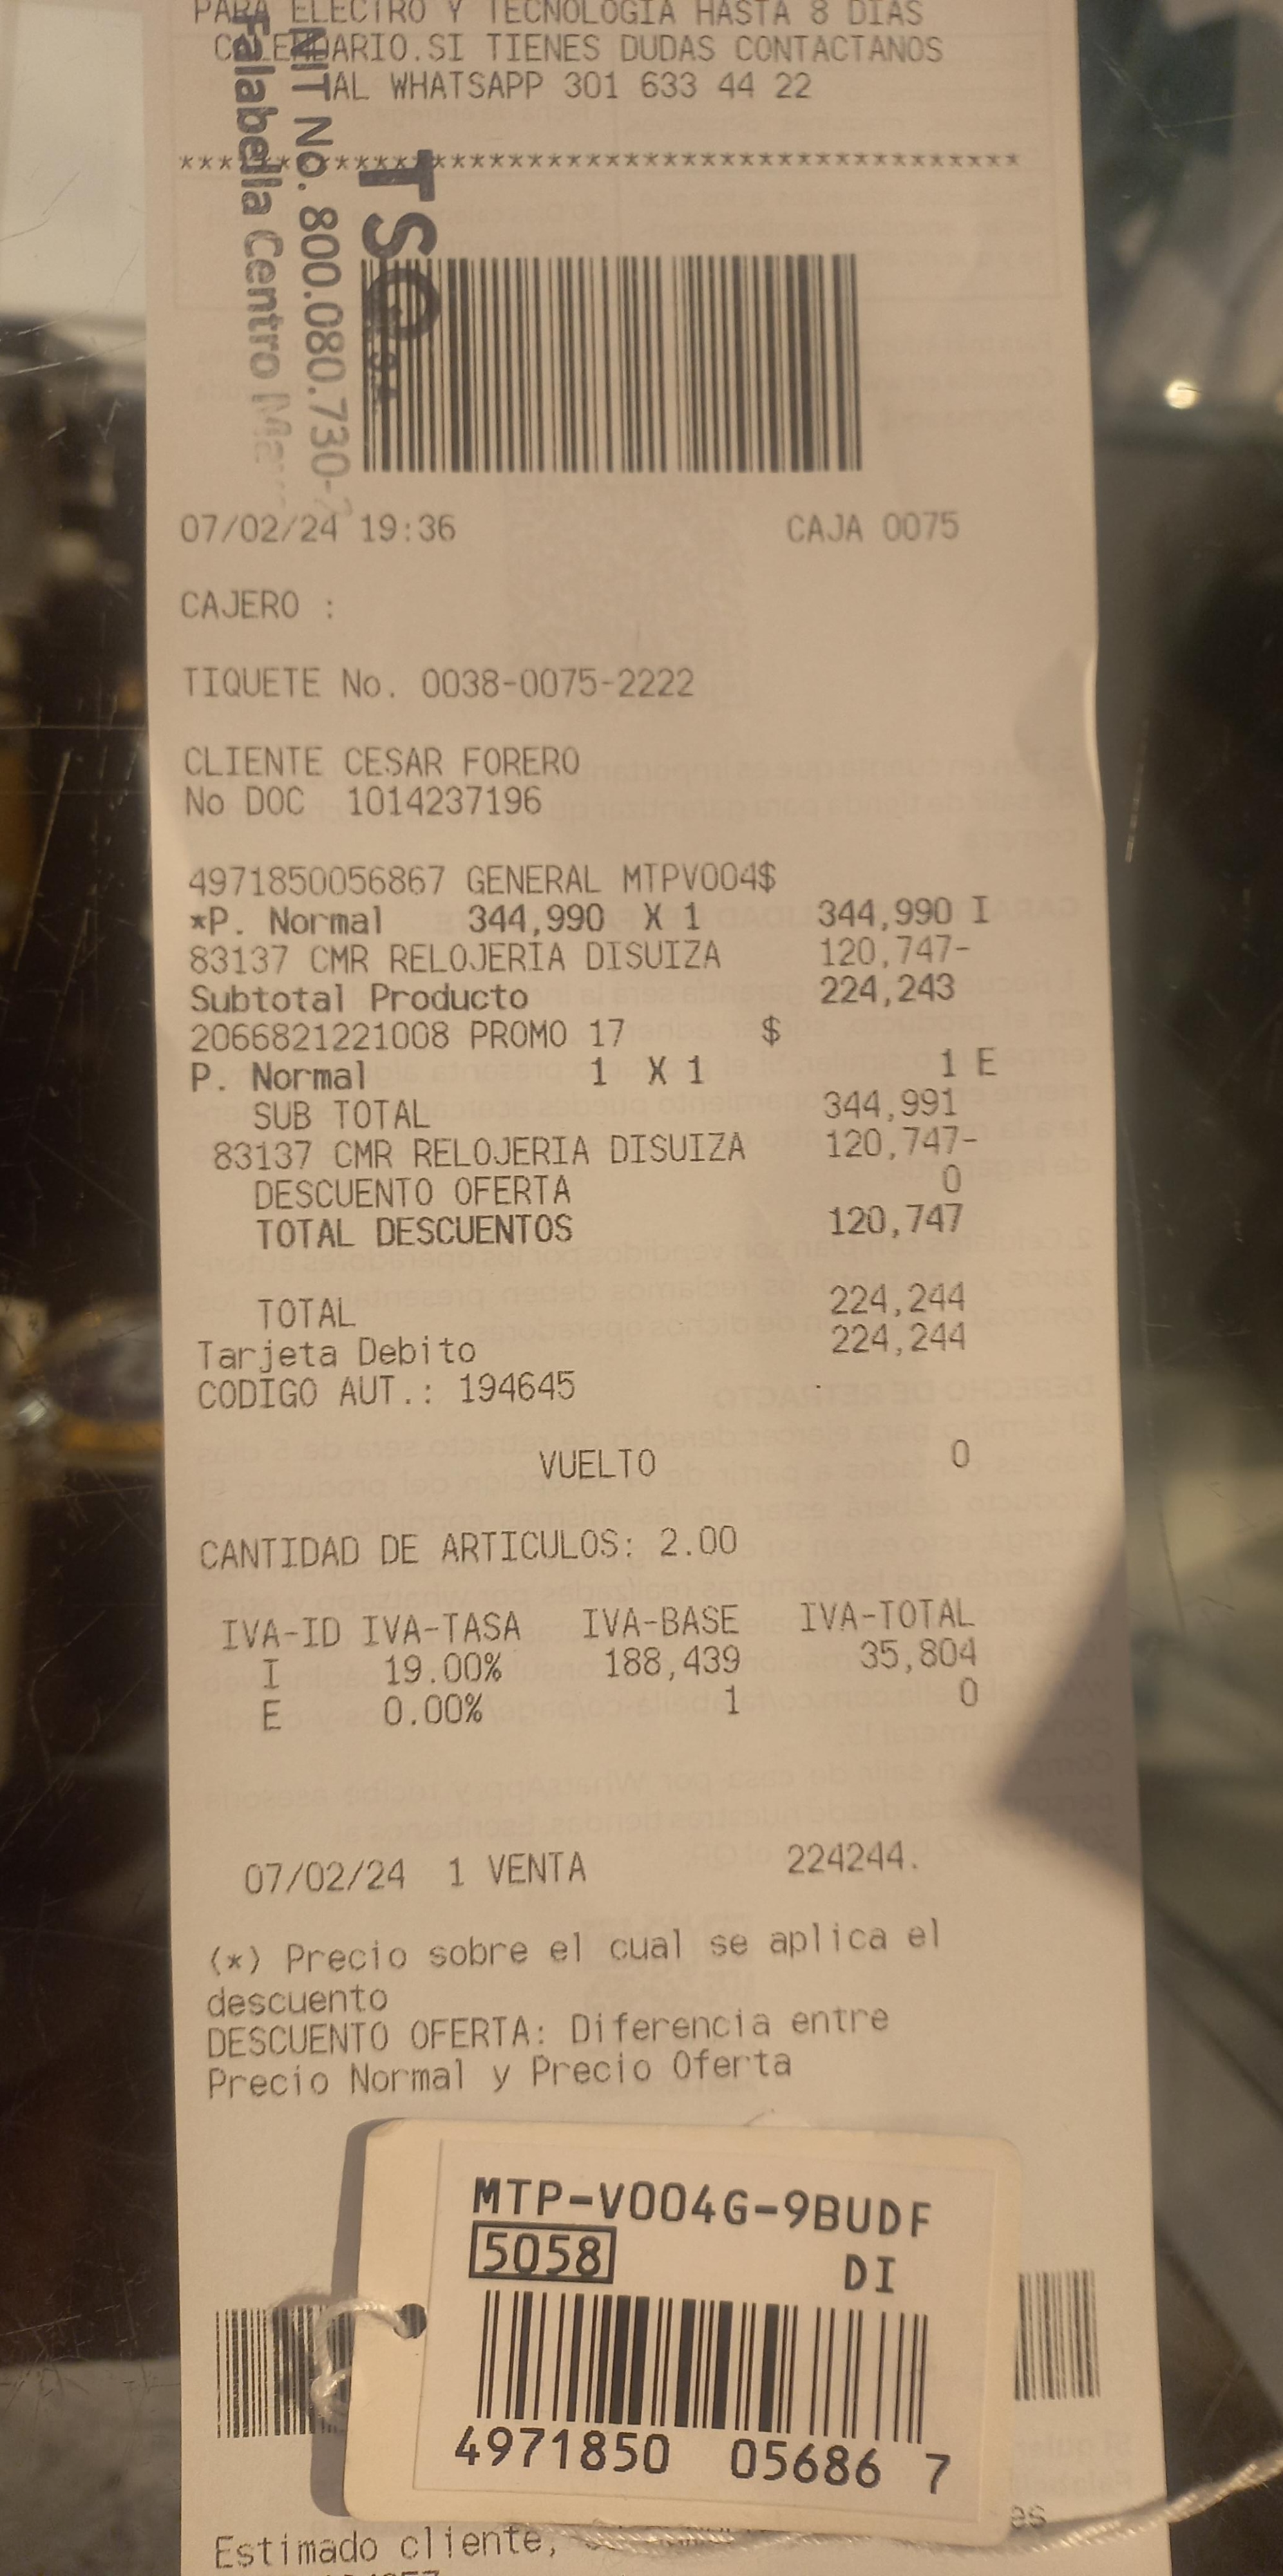 PARA ELECTRO Y TECNOLOGIA HASTA 8 DIAS
CALENDARIO.SI TIENES DUDAS CONTACTANOS
AL WHATSAPP 301 633 44 22
*******************************************
TSO
NIT No. 800.080.730-
Falabella Centro
07/02/24 19:36 CAJA 0075
CAJERO :
TIQUETE No. 0038-0075-2222
CLIENTE CESAR FORERO
No DOC 1014237196
4971850056867 GENERAL MTPV004$
*P. Normal 344,990 X 1 344,990 I
83137 CMR RELOJERIA DISUIZA 120,747-
Subtotal Producto 224,243
2066821221008 PROMO 17 $
P. Normal 1 X 1 1 E
SUB TOTAL 344,991
83137 CMR RELOJERIA DISUIZA 120,747-
DESCUENTO OFERTA 0
TOTAL DESCUENTOS 120,747
TOTAL 224,244
Tarjeta Debito 224,244
CODIGO AUT.: 194645
VUELTO 0
CANTIDAD DE ARTICULOS: 2.00
IVA-ID IVA-TASA IVA-BASE IVA-TOTAL
I 19.00% 188,439 35,804
E 0.00% 1 0
07/02/24 1 VENTA 224244.
(*) Precio sobre el cual se aplica el
descuento
DESCUENTO OFERTA: Diferencia entre
Precio Normal y Precio Oferta
MTP-V004G-9BUDF
5058 DI
4971850 05686 7
Estimado cliente,